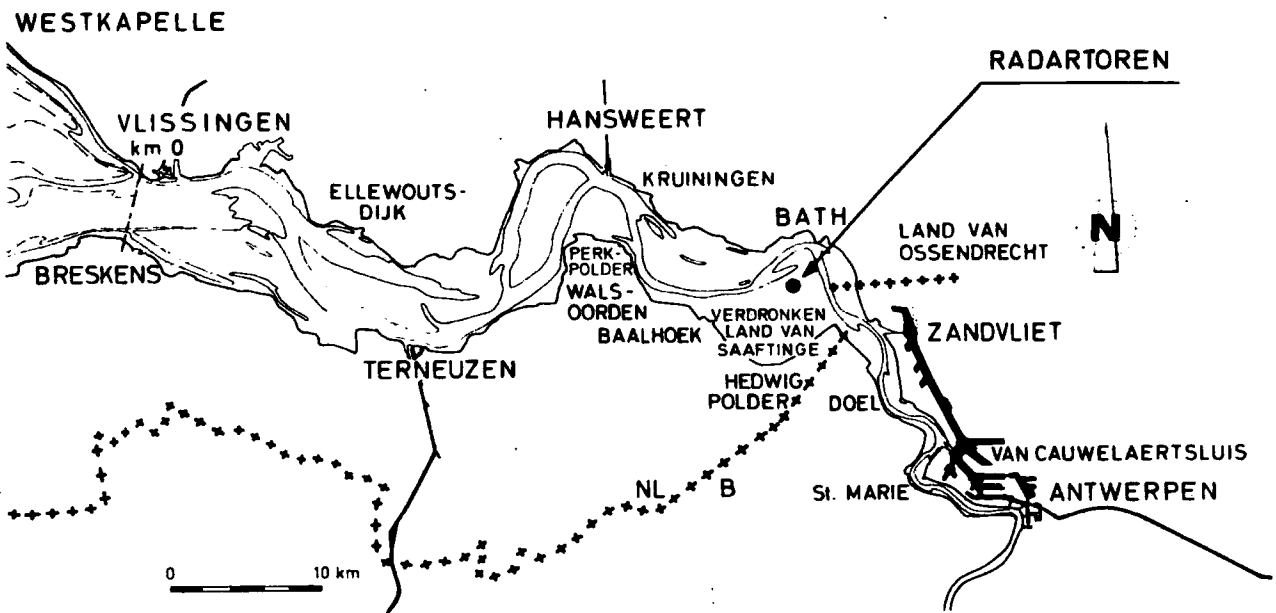 WESTKAPELLE
RADARTOREN
VLISSINGEN
km 0
HANSWEERT
N
ELLEWOUTS-
DIJK
KRUININGEN
BATH
LAND VAN
OSSENDRECHT
BRESKENS
PERK-
POLDER
WALS-
OORDEN
BAALHOEK
VERDRONKEN
LAND VAN
SAAFTINGE
ZANDVLIET
TERNEUZEN
HEDWIG
POLDER
DOEL
VAN CAUWELAERTSLUIS
NL
B
St. MARIE
ANTWERPEN
0 10 km